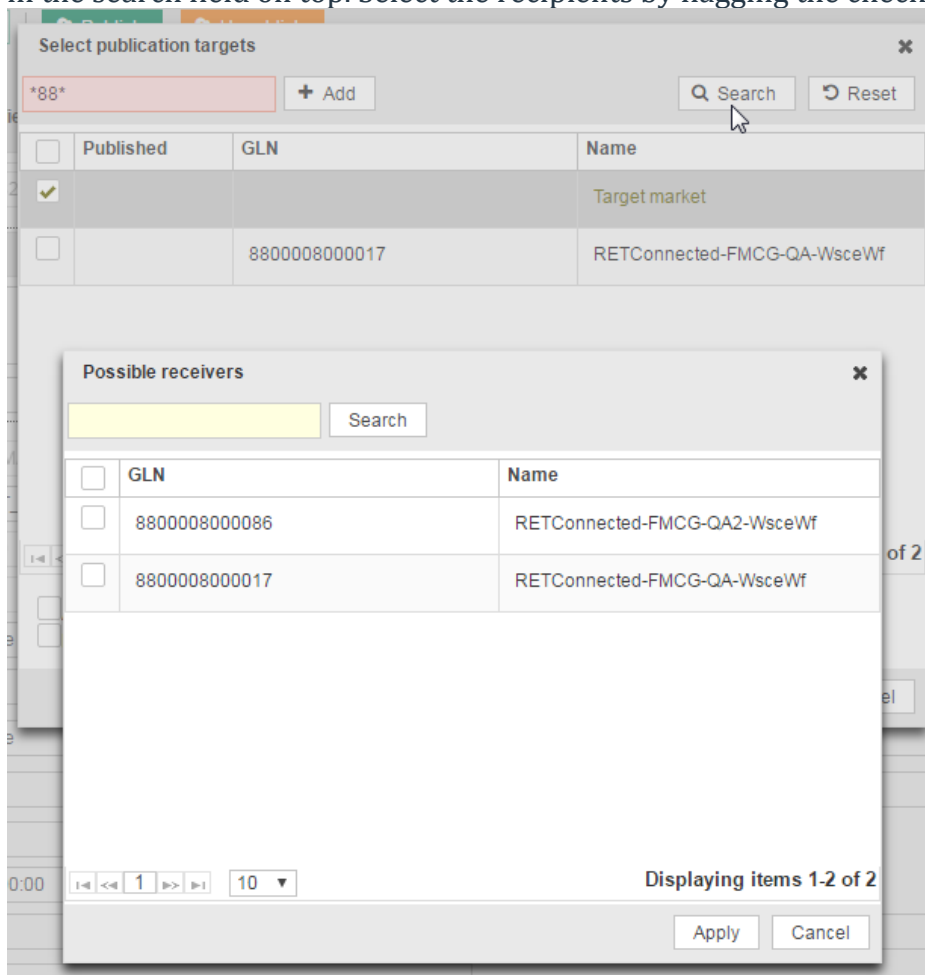 in the search field on top. Select the recipients by flagging the check
Select publication targets
*88*
+ Add
Search
Reset
Published GLN Name
Target market
8800008000017 RETConnected-FMCG-QA-WsceWf
Possible receivers
Search
GLN Name
8800008000086 RETConnected-FMCG-QA2-WsceWf
8800008000017 RETConnected-FMCG-QA-WsceWf
of 2
el
0:00
1
10
Displaying items 1-2 of 2
Apply Cancel